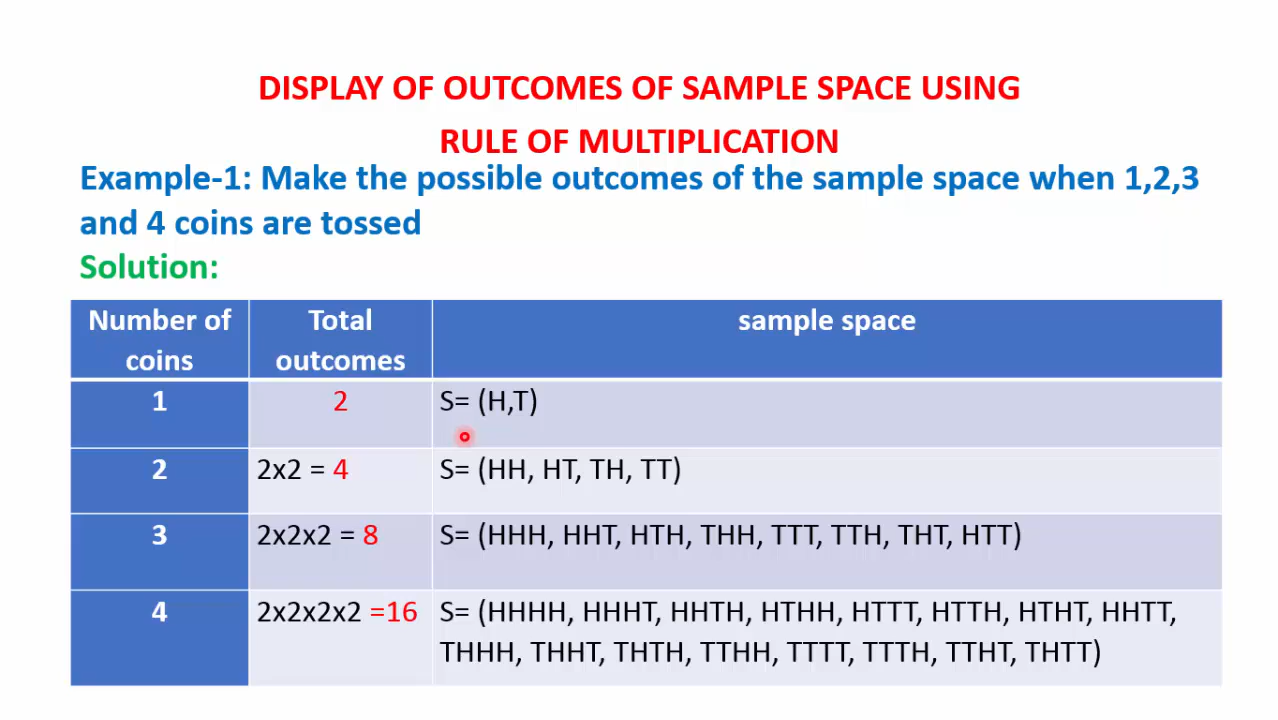 DISPLAY OF OUTCOMES OF SAMPLE SPACE USING
RULE OF MULTIPLICATION
Example-1: Make the possible outcomes of the sample space when 1,2,3
and 4 coins are tossed
Solution:
Number of coins Total outcomes sample space
1 2 S= (H,T)
2 2x2 = 4 S= (HH, HT, TH, TT)
3 2x2x2 = 8 S= (HHH, HHT, HTH, THH, TTT, TTH, THT, HTT)
4 2x2x2x2 =16 S= (HHHH, HHHT, HHTH, HTHH, HTTT, HTTH, HTHT, HHTT,
THHH, THHT, THTH, TTHH, TTTT, TTTH, TTHT, THTT)